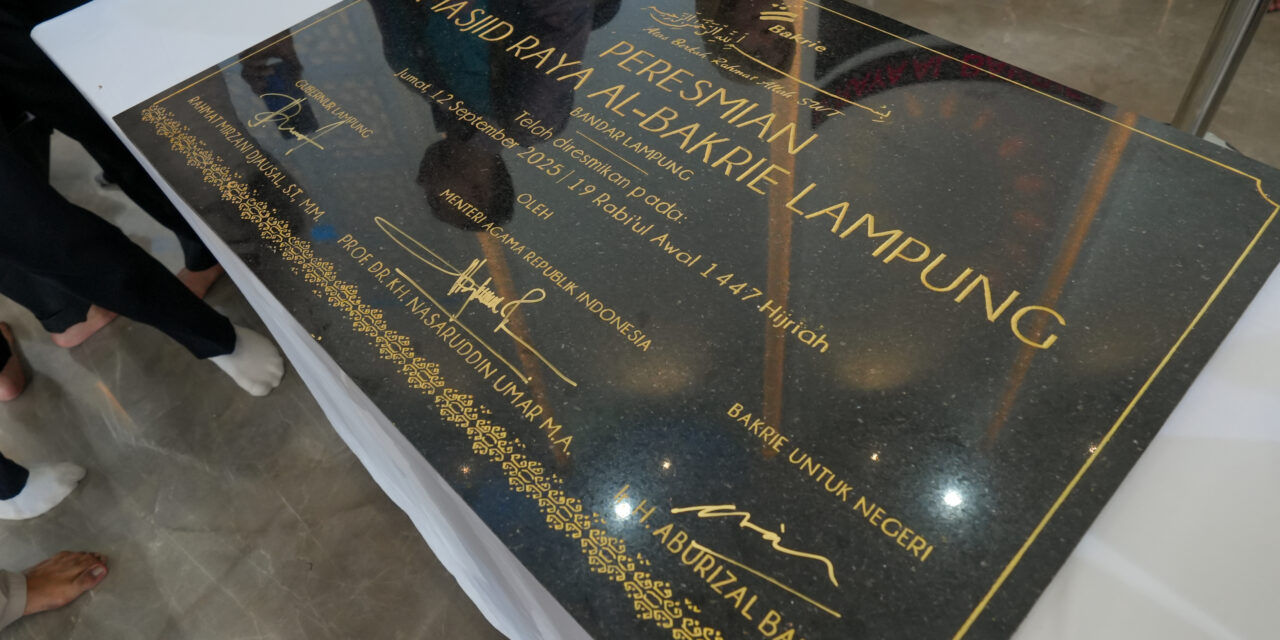 Bakrie
Atas Berkah Rahmat Allah SWT
PERESMIAN
MASJID RAYA AL-BAKRIE LAMPUNG
BANDAR LAMPUNG
Telah diresmikan pada:
Jumat, 12 September 2025 | 19 Rabi'ul Awal 1447 Hijriah
OLEH
GUBERNUR LAMPUNG
RAHMAT MIRZANI DJAUSAL, S.T., M.M.
MENTERI AGAMA REPUBLIK INDONESIA
PROF. DR. KH. NASARUDDIN UMAR M.A.
BAKRIE UNTUK NEGERI
H. ABURIZAL BA